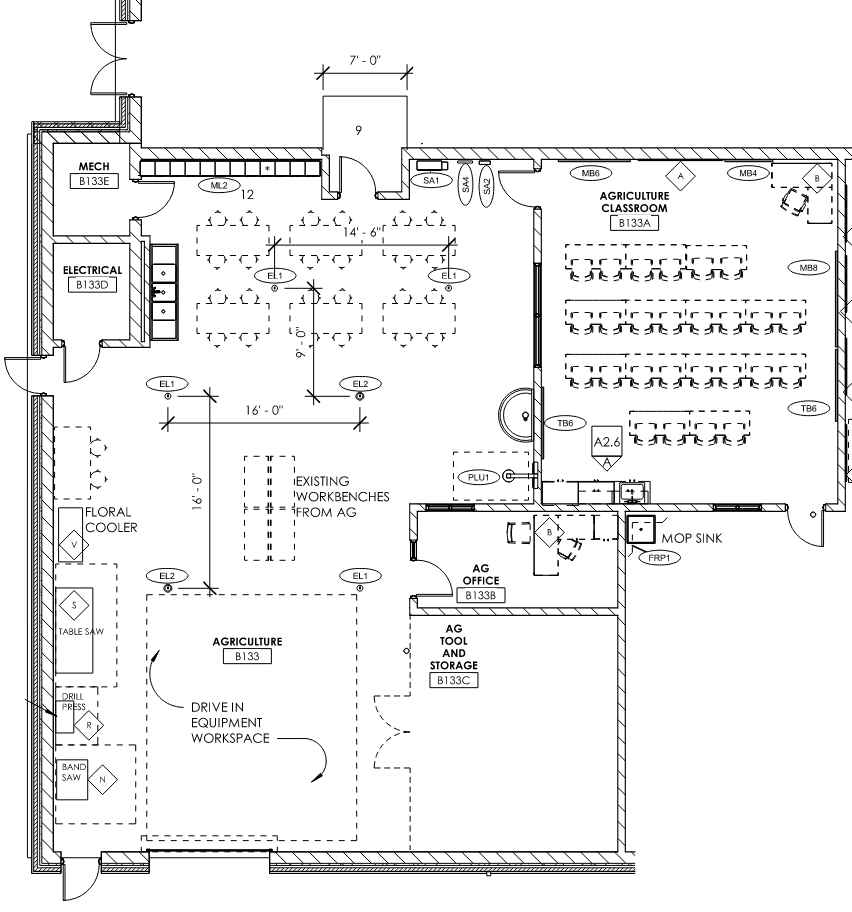 7' - 0"
9
MECH
B133E
ML2
*
12
SA1
SA4
SA2
MB6
A
MB4
B
AGRICULTURE
CLASSROOM
B133A
14' - 6"
ELECTRICAL
B133D
EL1
EL1
MB8
9' - 0"
EL1
EL2
16' - 0"
TB6
TB6
A2.6
A
16' - 0"
EXISTING
WORKBENCHES
FROM AG
PLU1
FLORAL
COOLER
V
B
MOP SINK
FRP1
AG
OFFICE
B133B
EL2
EL1
S
TABLE SAW
AGRICULTURE
B133
AG
TOOL
AND
STORAGE
B133C
DRILL
PRESS
R
DRIVE IN
EQUIPMENT
WORKSPACE
BAND
SAW
N